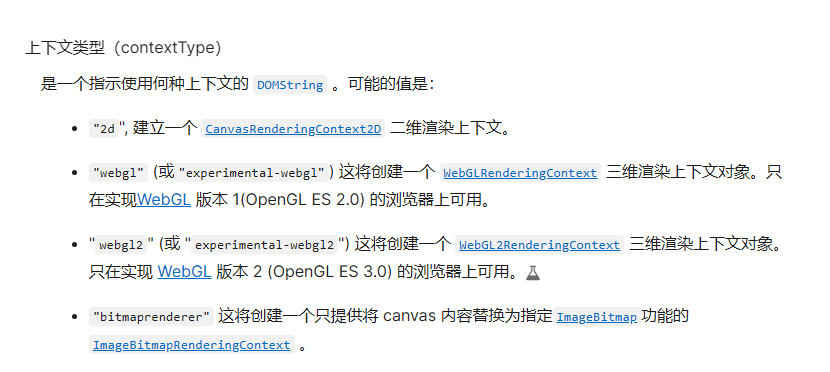 上下文类型（contextType）
是一个指示使用何种上下文的 DOMString 。可能的值是：
• "2d", 建立一个 CanvasRenderingContext2D 二维渲染上下文。
• "webgl" (或 "experimental-webgl" ) 这将创建一个 WebGLRenderingContext 三维渲染上下文对象。只
在实现WebGL 版本 1(OpenGL ES 2.0) 的浏览器上可用。
• "webgl2" (或 "experimental-webgl2") 这将创建一个 WebGL2RenderingContext 三维渲染上下文对象。
只在实现 WebGL 版本 2 (OpenGL ES 3.0) 的浏览器上可用。
• "bitmaprenderer" 这将创建一个只提供将 canvas 内容替换为指定 ImageBitmap 功能的
ImageBitmapRenderingContext 。